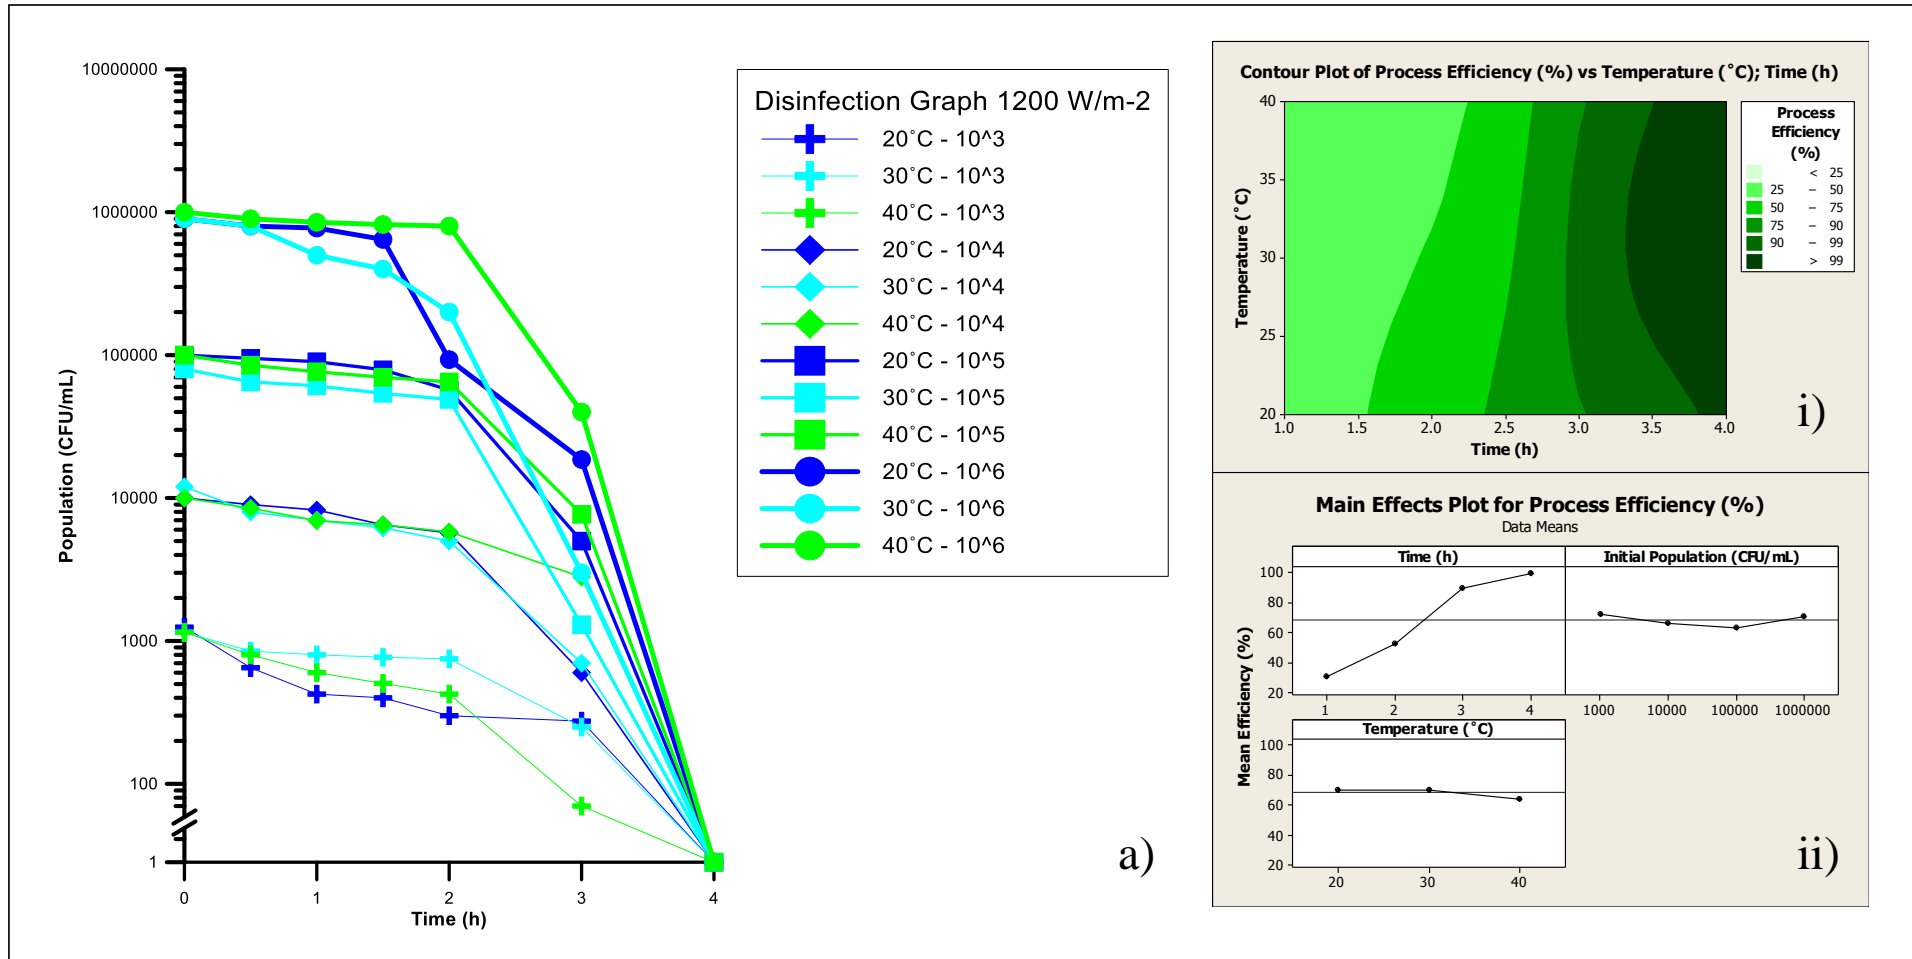 10000000
1000000
100000
10000
1000
100
1
Population (CFU/mL)
0 1 2 3 4
Time (h)
a)
Disinfection Graph 1200 W/m-2
20˚C - 10^3
30˚C - 10^3
40˚C - 10^3
20˚C - 10^4
30˚C - 10^4
40˚C - 10^4
20˚C - 10^5
30˚C - 10^5
40˚C - 10^5
20˚C - 10^6
30˚C - 10^6
40˚C - 10^6
Contour Plot of Process Efficiency (%) vs Temperature (˚C); Time (h)
40
35
30
25
20
Temperature (˚C)
1.0 1.5 2.0 2.5 3.0 3.5 4.0
Time (h)
Process
Efficiency
(%)
< 25
25 – 50
50 – 75
75 – 90
90 – 99
> 99
i)
Main Effects Plot for Process Efficiency (%)
Data Means
Mean Efficiency (%)
Time (h) Initial Population (CFU/mL)
100
80
60
40
20
1 2 3 4 1000 10000 100000 1000000
Temperature (˚C)
100
80
60
40
20
20 30 40
ii)